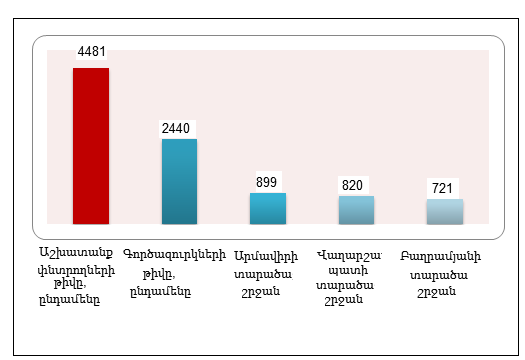 4481
2440
899
820
721
Աշխատանք
փնտրողների
թիվը,
ընդամենը
Գործազուրկների
թիվը,
ընդամենը
Արմավիրի
տարածա
շրջան
Վաղարշա
պատի
տարածա
շրջան
Բաղրամյանի
տարածա
շրջան